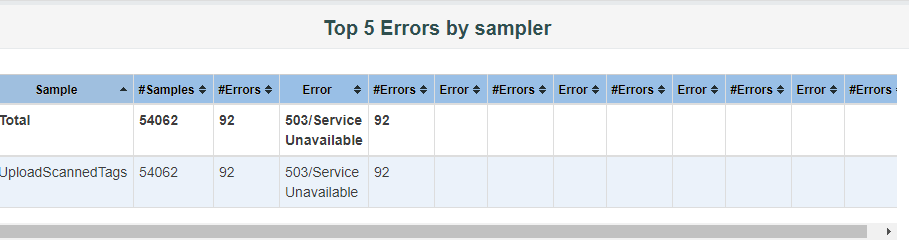 Top 5 Errors by sampler
Sample #Samples #Errors Error #Errors Error #Errors Error #Errors Error #Errors Error #Errors
Total 54062 92 503/Service Unavailable 92
UploadScannedTags 54062 92 503/Service Unavailable 92